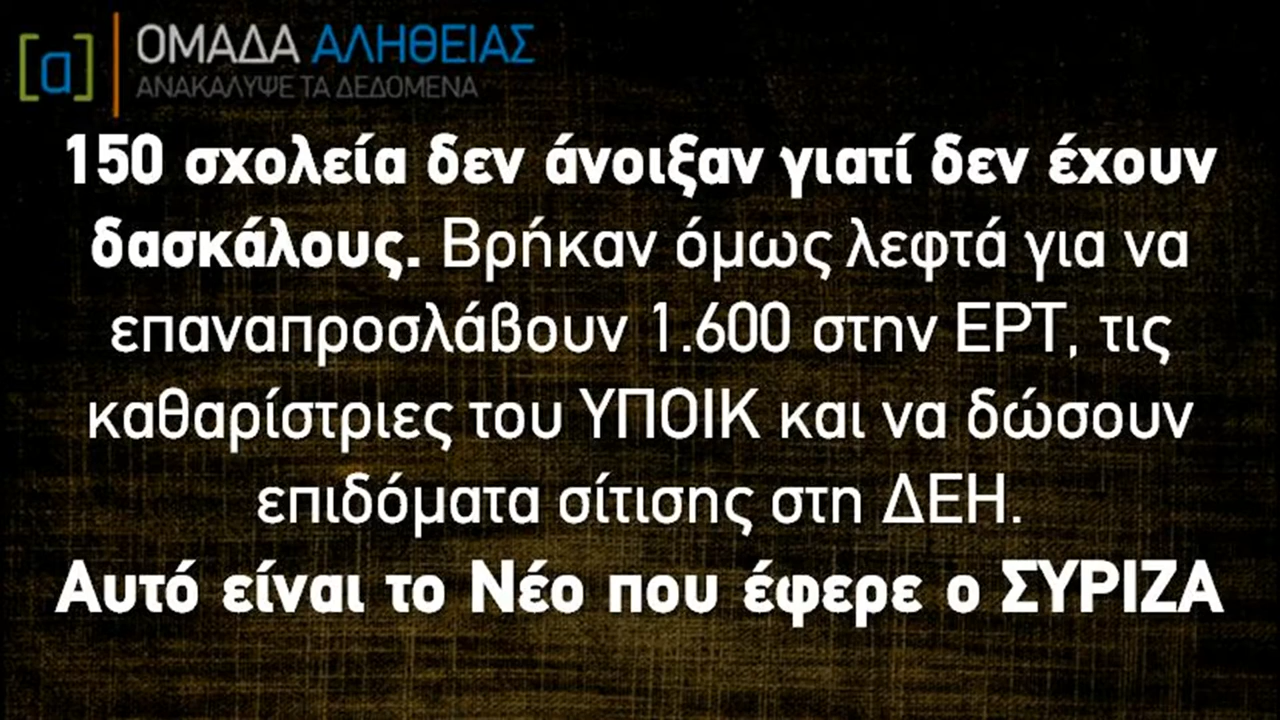 [α] ΟΜΑΔΑ ΑΛΗΘΕΙΑΣ
ΑΝΑΚΑΛΥΨΕ ΤΑ ΔΕΔΟΜΕΝΑ
150 σχολεία δεν άνοιξαν γιατί δεν έχουν
δασκάλους. Βρήκαν όμως λεφτά για να
επαναπροσλάβουν 1.600 στην ΕΡΤ, τις
καθαρίστριες του ΥΠΟΙΚ και να δώσουν
επιδόματα σίτισης στη ΔΕΗ.
Αυτό είναι το Νέο που έφερε ο ΣΥΡΙΖΑ